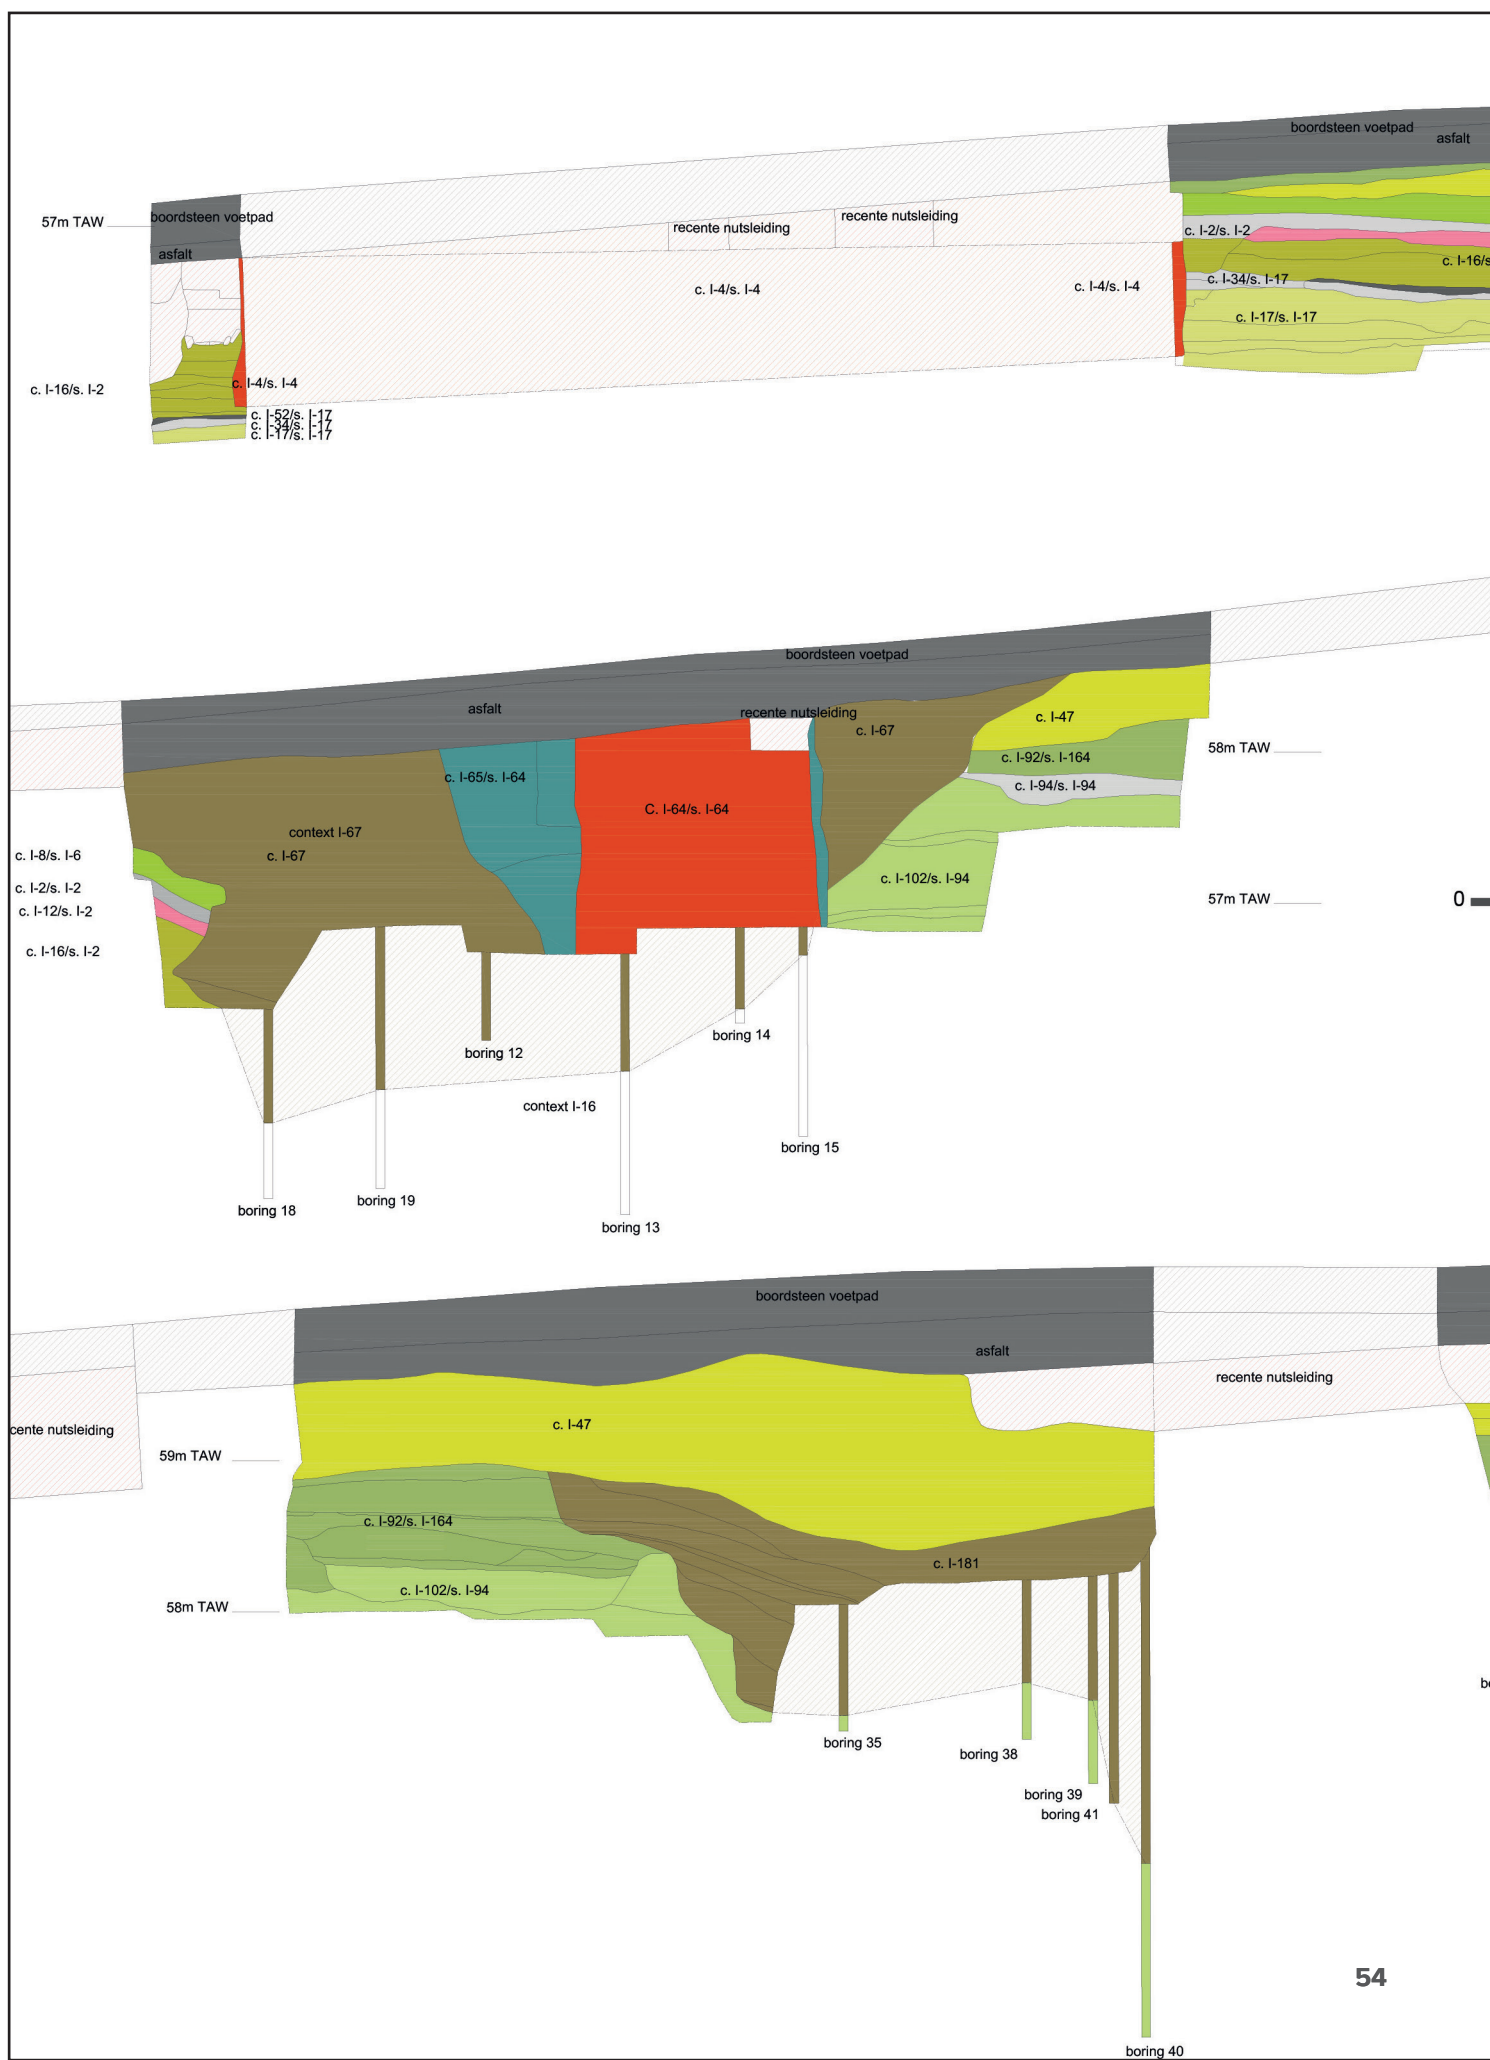 boordsteen voetpad
asfalt
57m TAW
boordsteen voetpad
recente nutsleiding
recente nutsleiding
c. I-2/s. I-2
asfalt
c. I-16/s
c. I-34/s. I-17
c. I-4/s. I-4
c. I-4/s. I-4
c. I-17/s. I-17
c. I-16/s. I-2
c. I-4/s. I-4
c. I-52/s. I-17
c. I-34/s. I-17
c. I-17/s. I-17
boordsteen voetpad
asfalt
recente nutsleiding
c. I-47
c. I-67
58m TAW
c. I-92/s. I-164
c. I-65/s. I-64
c. I-94/s. I-94
C. I-64/s. I-64
context I-67
c. I-67
c. I-8/s. I-6
c. I-2/s. I-2
c. I-102/s. I-94
57m TAW
0
c. I-12/s. I-2
c. I-16/s. I-2
boring 14
boring 12
context I-16
boring 15
boring 19
boring 18
boring 13
boordsteen voetpad
asfalt
recente nutsleiding
c. I-47
cente nutsleiding
59m TAW
c. I-92/s. I-164
c. I-181
c. I-102/s. I-94
58m TAW
bo
boring 35
boring 38
boring 39
boring 41
54
boring 40